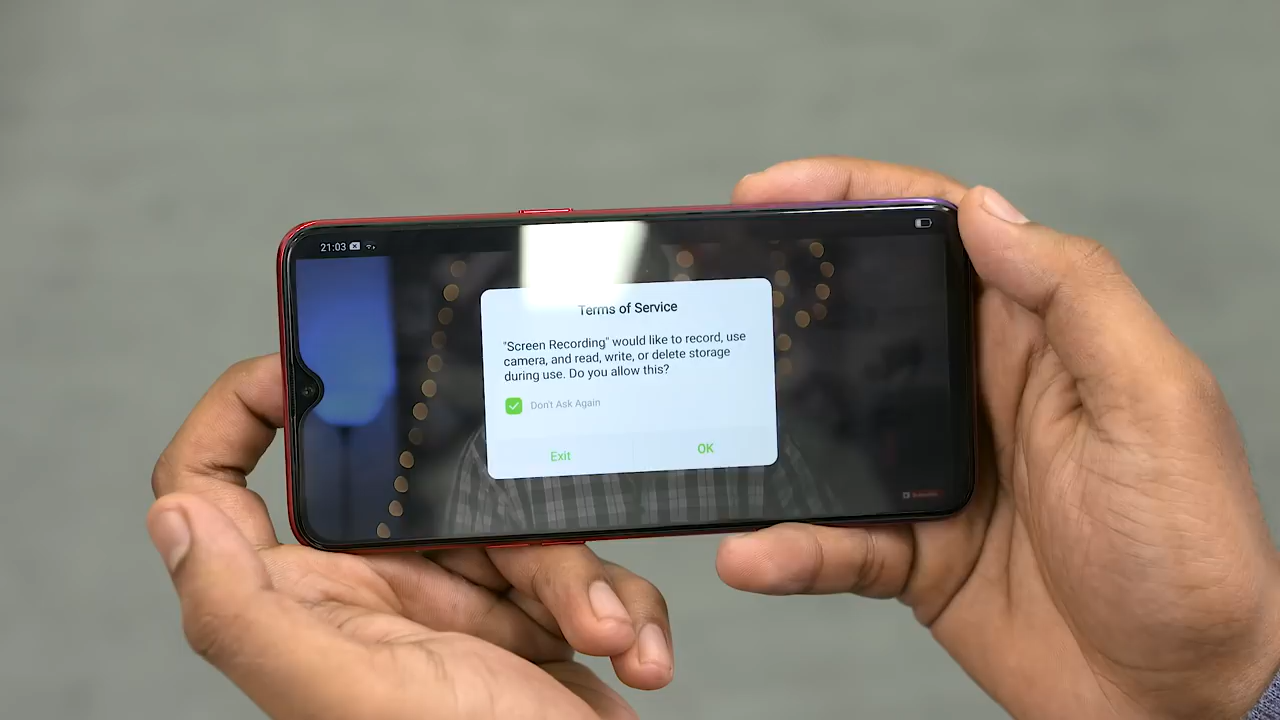 21:03
Terms of Service
"Screen Recording" would like to record, use
camera, and read, write, or delete storage
during use. Do you allow this?
Don't Ask Again
Exit
OK